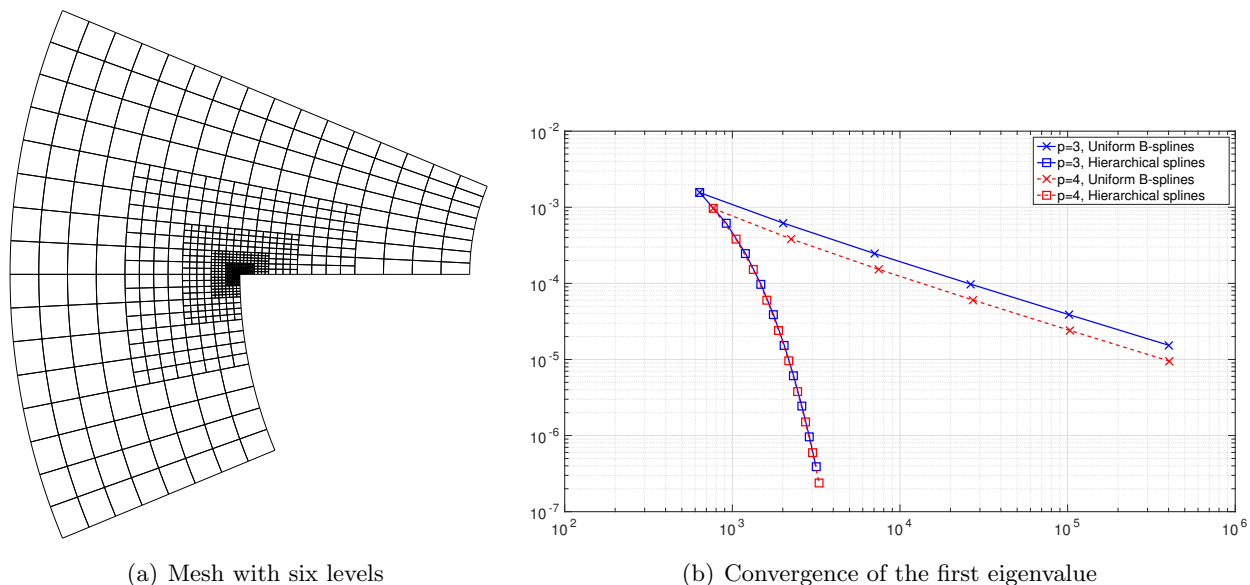 10^-2
10^-3
10^-4
10^-5
10^-6
10^-7
10^2
10^3
10^4
10^5
10^6
p=3, Uniform B-splines
p=3, Hierarchical splines
p=4, Uniform B-splines
p=4, Hierarchical splines
(a) Mesh with six levels
(b) Convergence of the first eigenvalue